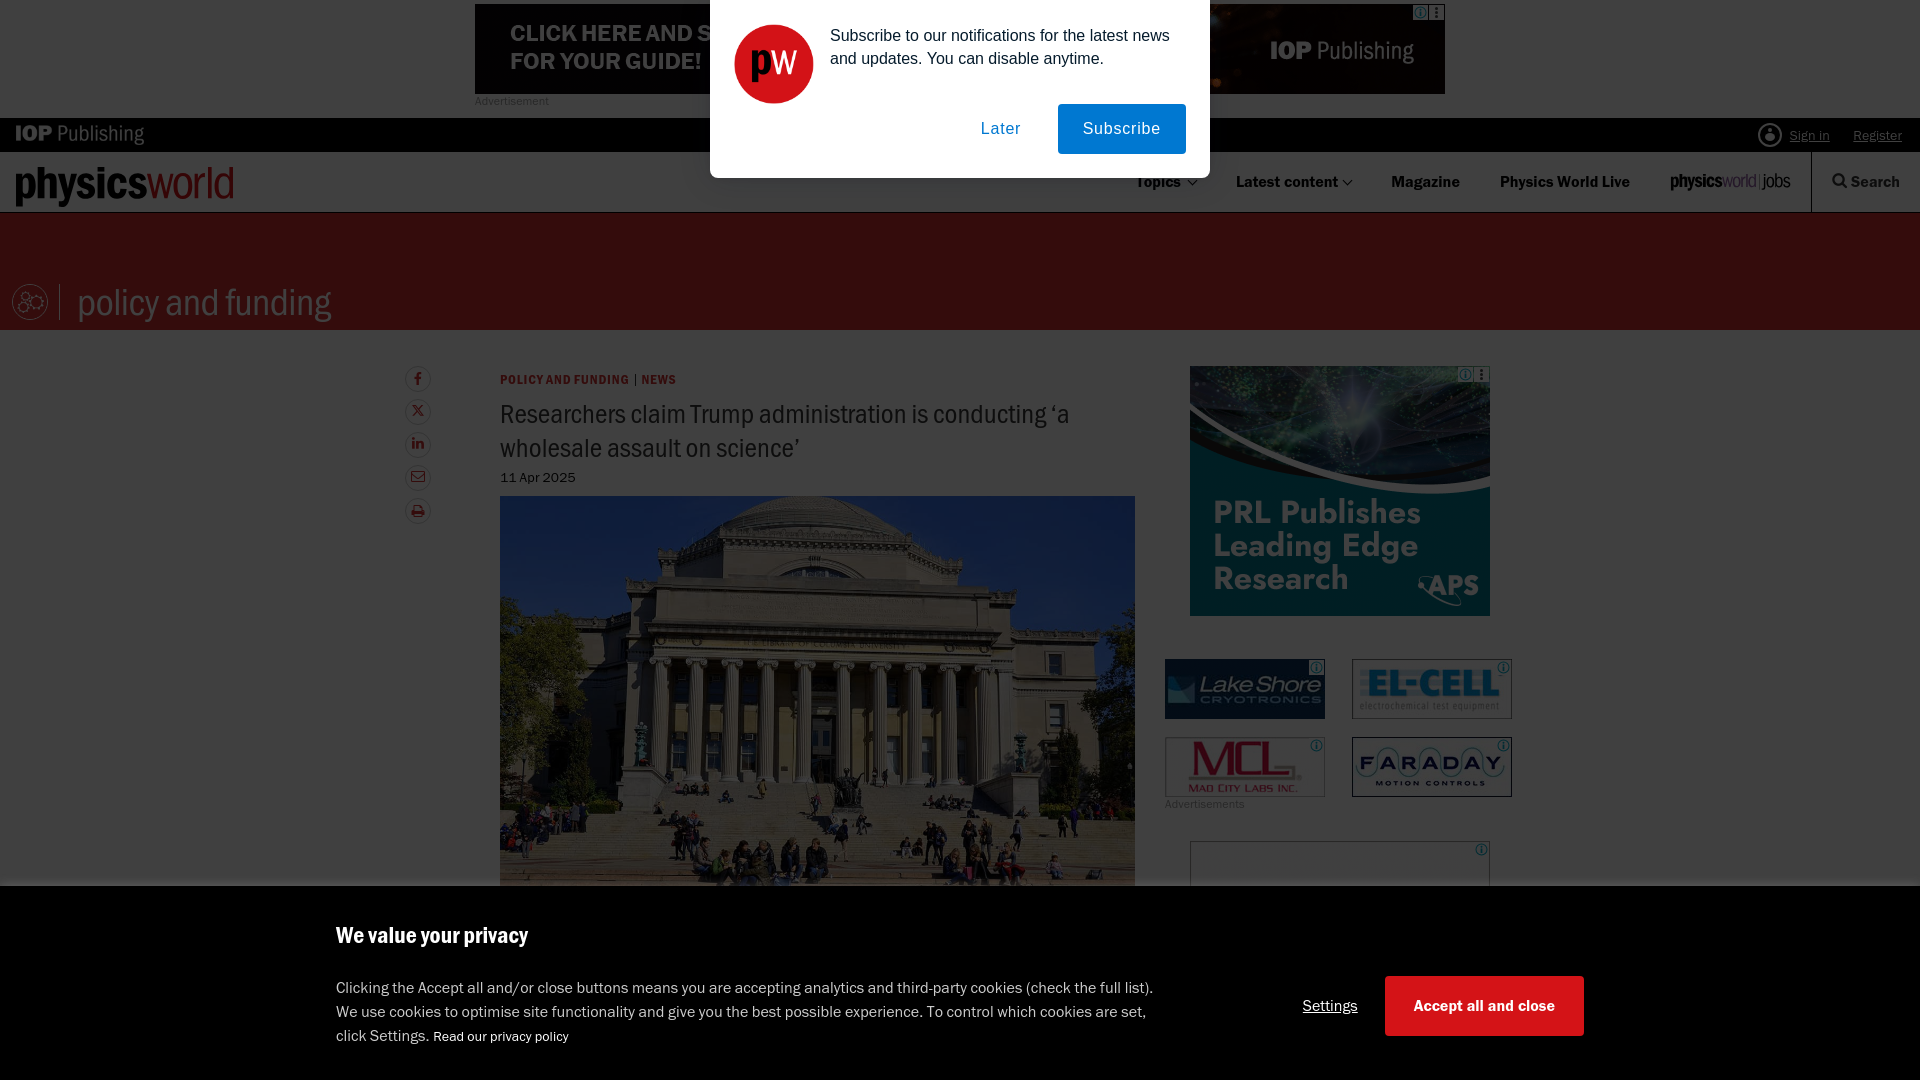 CLICK HERE AND S
FOR YOUR GUIDE!
IOP Publishing
Advertisement
pw
Subscribe to our notifications for the latest news
and updates. You can disable anytime.
Later
Subscribe
IOP Publishing
Sign in
Register
physicsworld
Topics
Latest content
Magazine
Physics World Live
physicsworld jobs
Search
policy and funding
POLICY AND FUNDING | NEWS
Researchers claim Trump administration is conducting ‘a
wholesale assault on science’
11 Apr 2025
PRL Publishes
Leading Edge
Research
APS
Lake Shore
CRYOTRONICS
EL-CELL
electrochemical test equipment
MCL
MAD CITY LABS INC.
FARADAY
MOTION CONTROLS
Advertisements
We value your privacy
Clicking the Accept all and/or close buttons means you are accepting analytics and third-party cookies (check the full list).
We use cookies to optimise site functionality and give you the best possible experience. To control which cookies are set,
click Settings. Read our privacy policy
Settings
Accept all and close